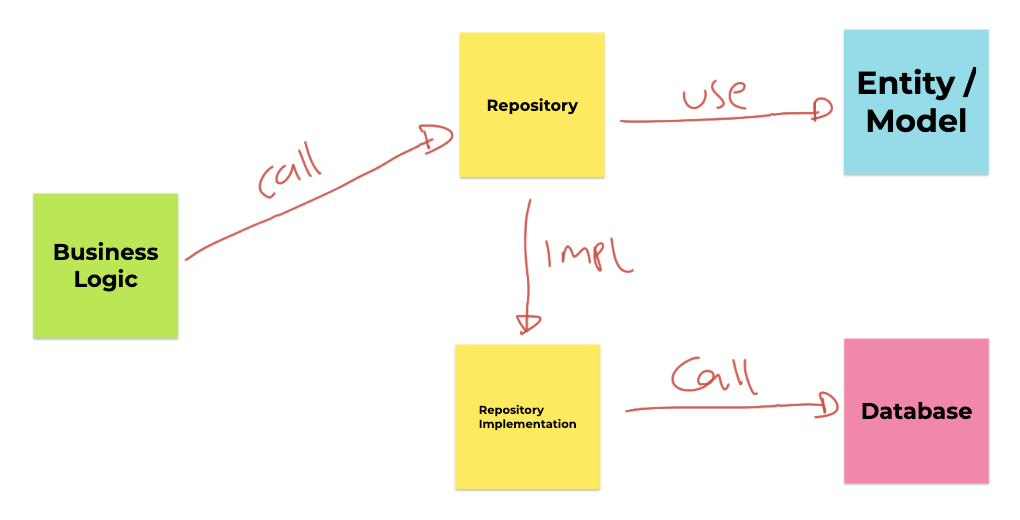 Repository
use
Entity /
Model
call
Business
Logic
Impl
Repository
Implementation
Call
Database